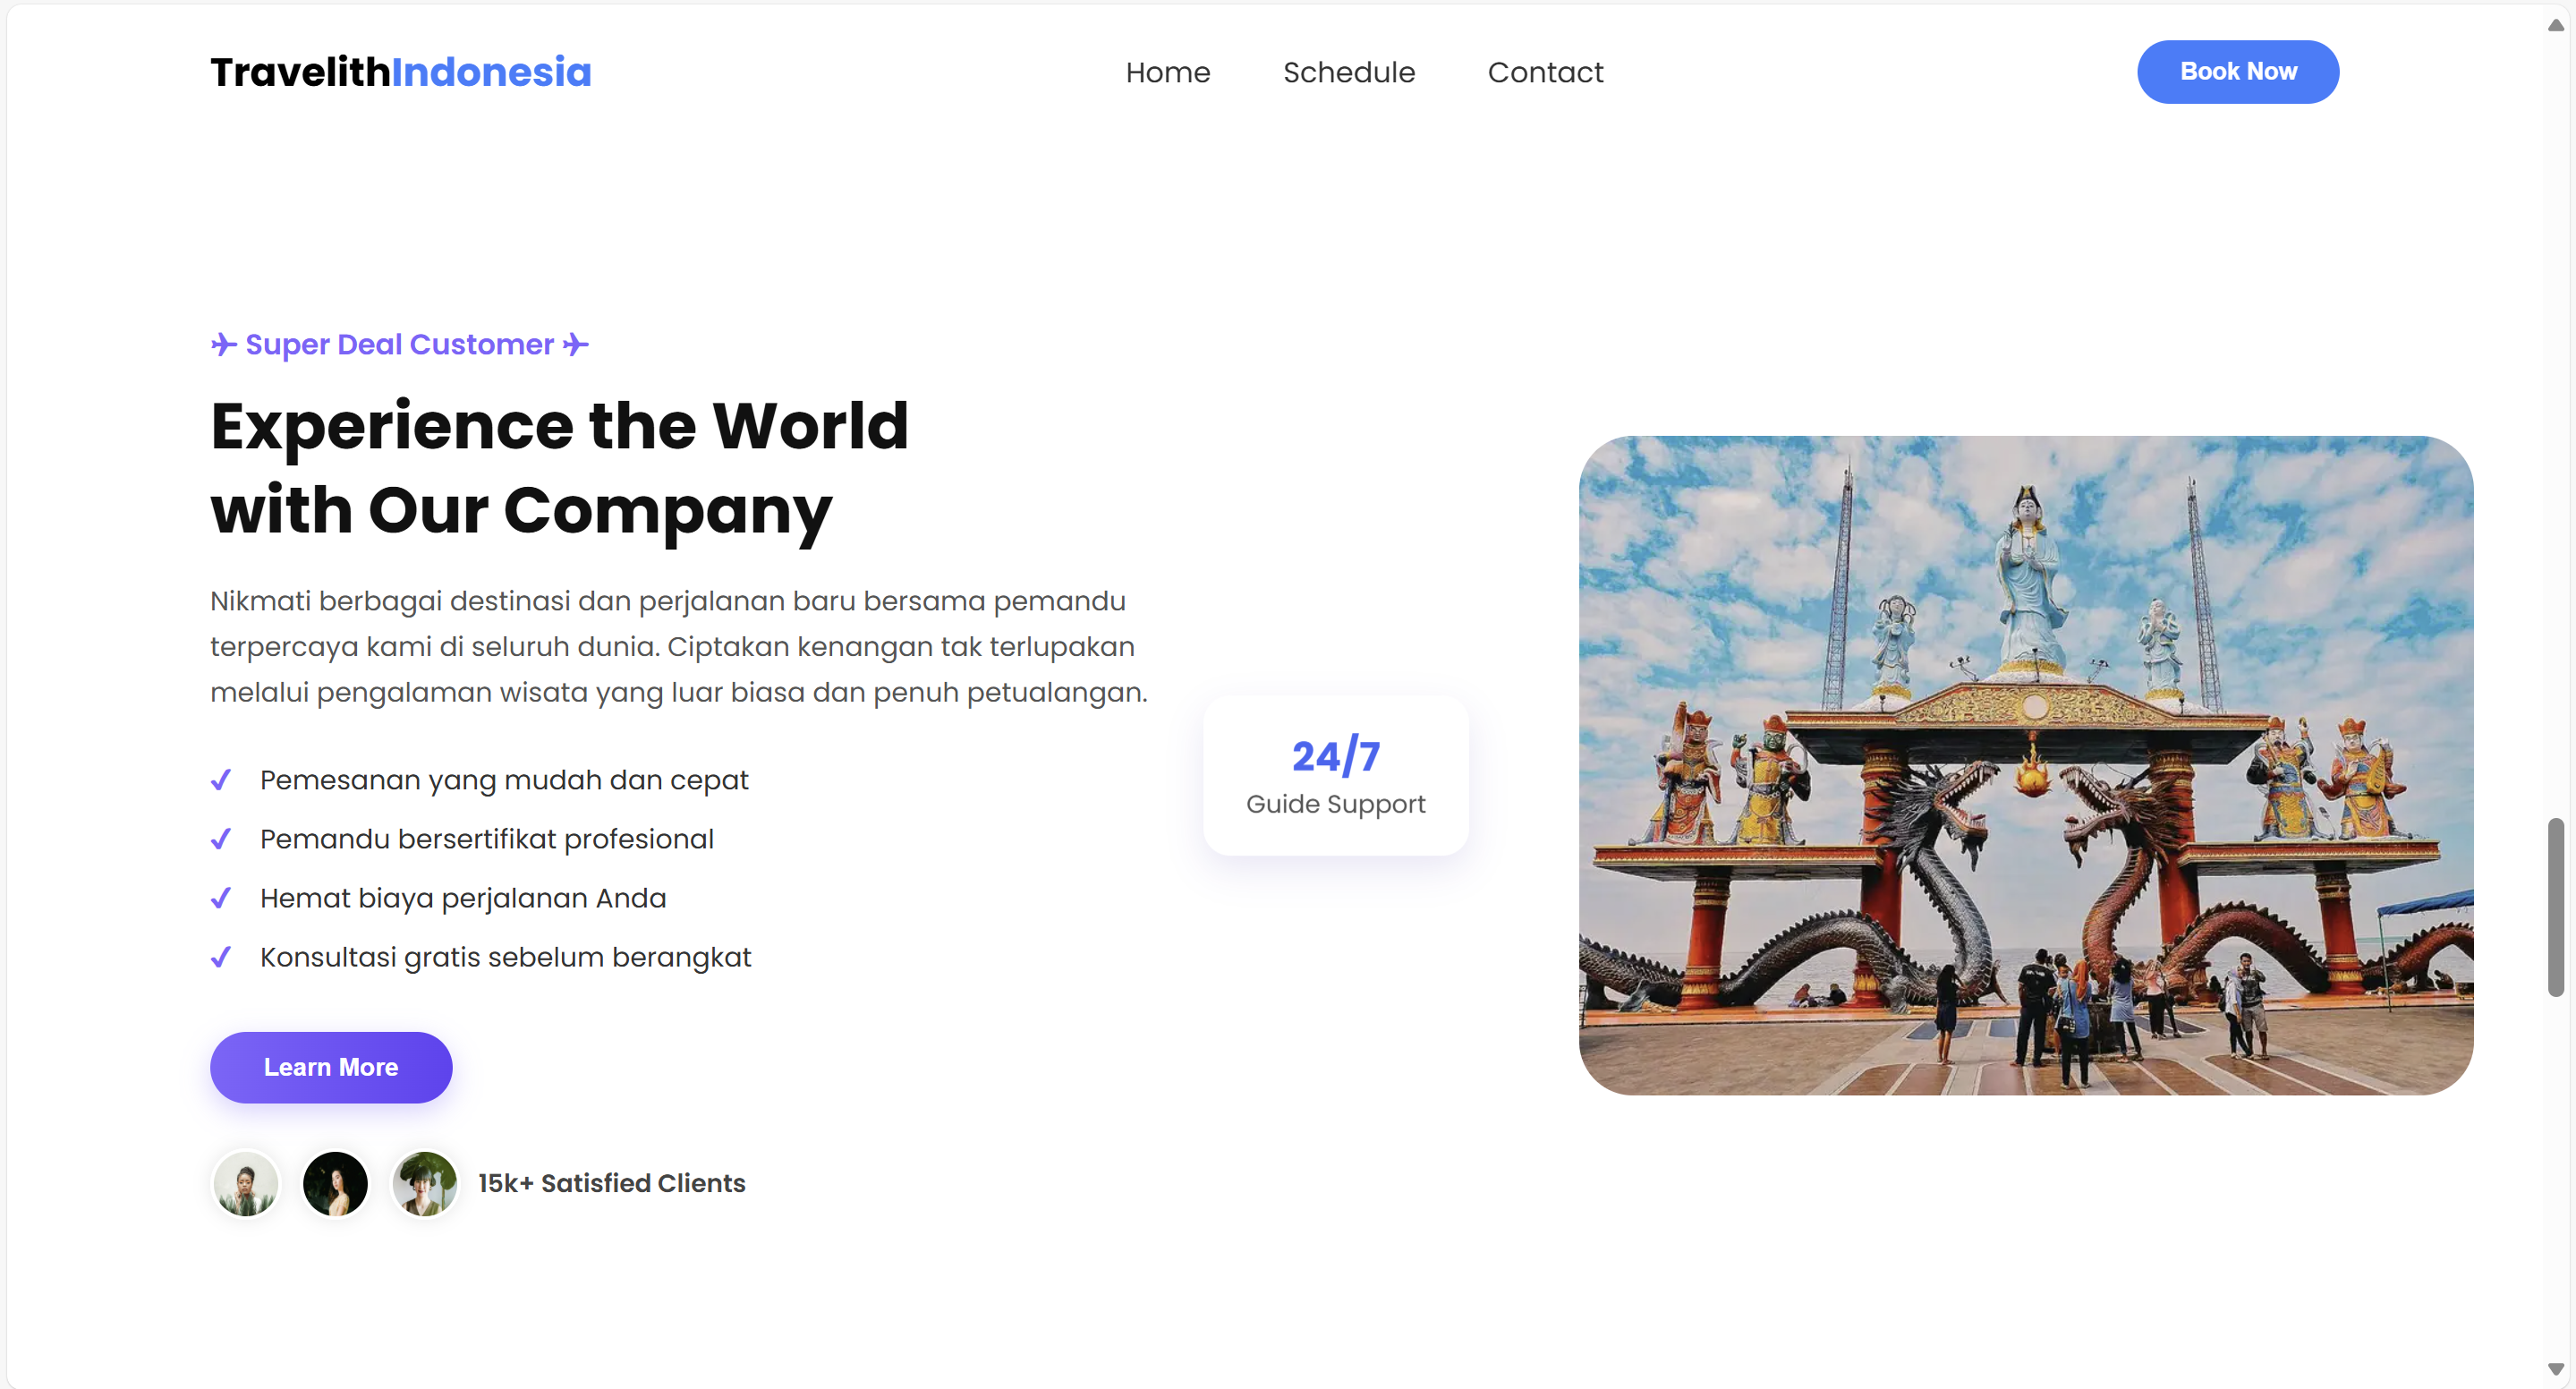 TravelithIndonesia
Home
Schedule
Contact
Book Now
✈ Super Deal Customer ✈
Experience the World
with Our Company
Nikmati berbagai destinasi dan perjalanan baru bersama pemandu
terpercaya kami di seluruh dunia. Ciptakan kenangan tak terlupakan
melalui pengalaman wisata yang luar biasa dan penuh petualangan.
✓ Pemesanan yang mudah dan cepat
✓ Pemandu bersertifikat profesional
✓ Hemat biaya perjalanan Anda
✓ Konsultasi gratis sebelum berangkat
Learn More
15k+ Satisfied Clients
24/7
Guide Support